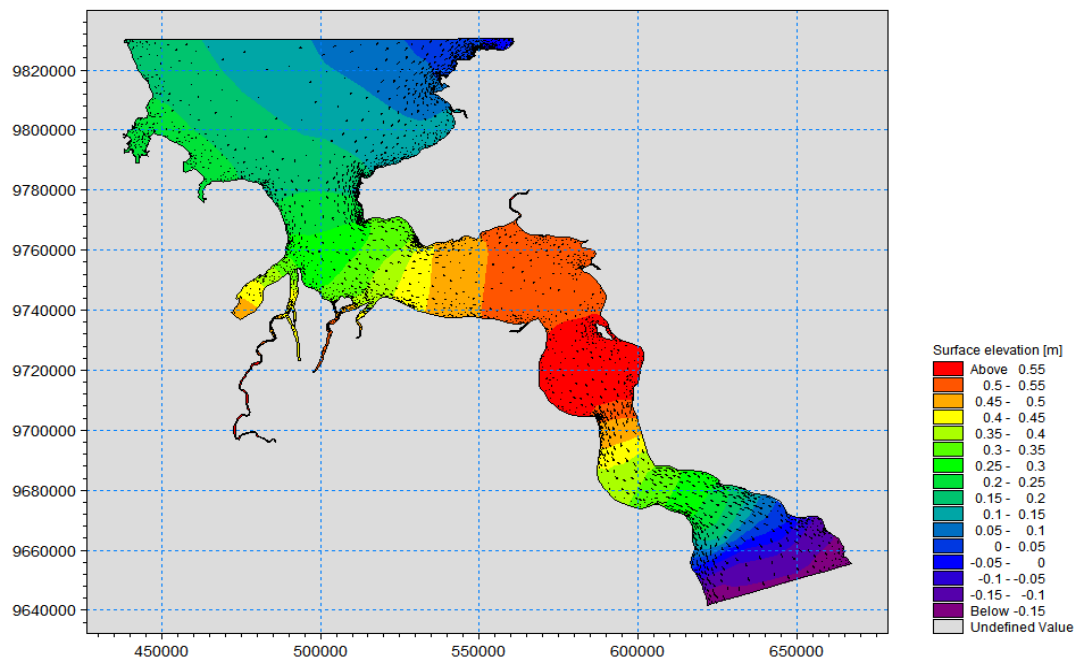 9820000
9800000
9780000
9760000
9740000
9720000
9700000
9680000
9660000
9640000
450000 500000 550000 600000 650000
Surface elevation [m]
Above 0.55
0.5 - 0.55
0.45 - 0.5
0.4 - 0.45
0.35 - 0.4
0.3 - 0.35
0.25 - 0.3
0.2 - 0.25
0.15 - 0.2
0.1 - 0.15
0.05 - 0.1
0 - 0.05
-0.05 - 0
-0.1 - -0.05
-0.15 - -0.1
Below -0.15
Undefined Value